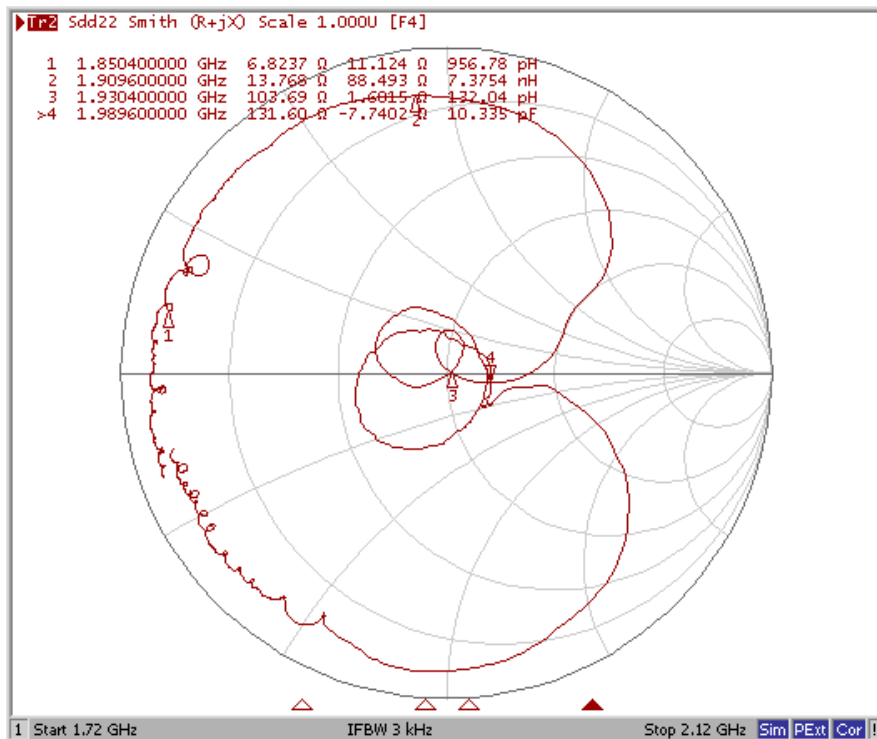 Tr2 Sdd22 Smith (R+jX) Scale 1.000U [F4]
1 1.850400000 GHz 6.8237 Ω 11.124 Ω 956.78 pH
2 1.909600000 GHz 13.768 Ω 88.493 Ω 7.3754 nH
3 1.930400000 GHz 103.69 Ω 1.6015 Ω 132.04 pH
>4 1.989600000 GHz 131.60 Ω -7.7402 Ω 10.335 pF
2
1
4
3
1 Start 1.72 GHz IFBW 3 kHz Stop 2.12 GHz Sim PExt Cor !